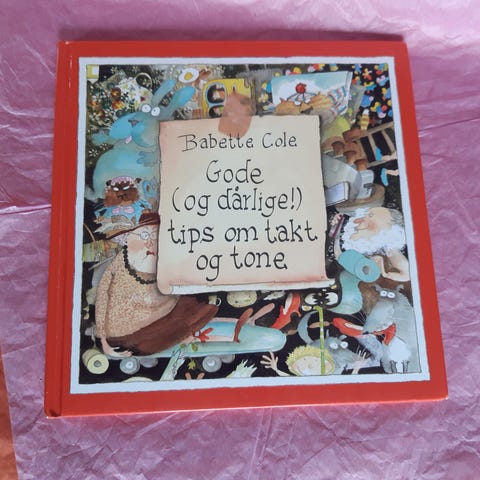 Babette Cole
Gode
(og dårlige!)
tips om takt
og tone